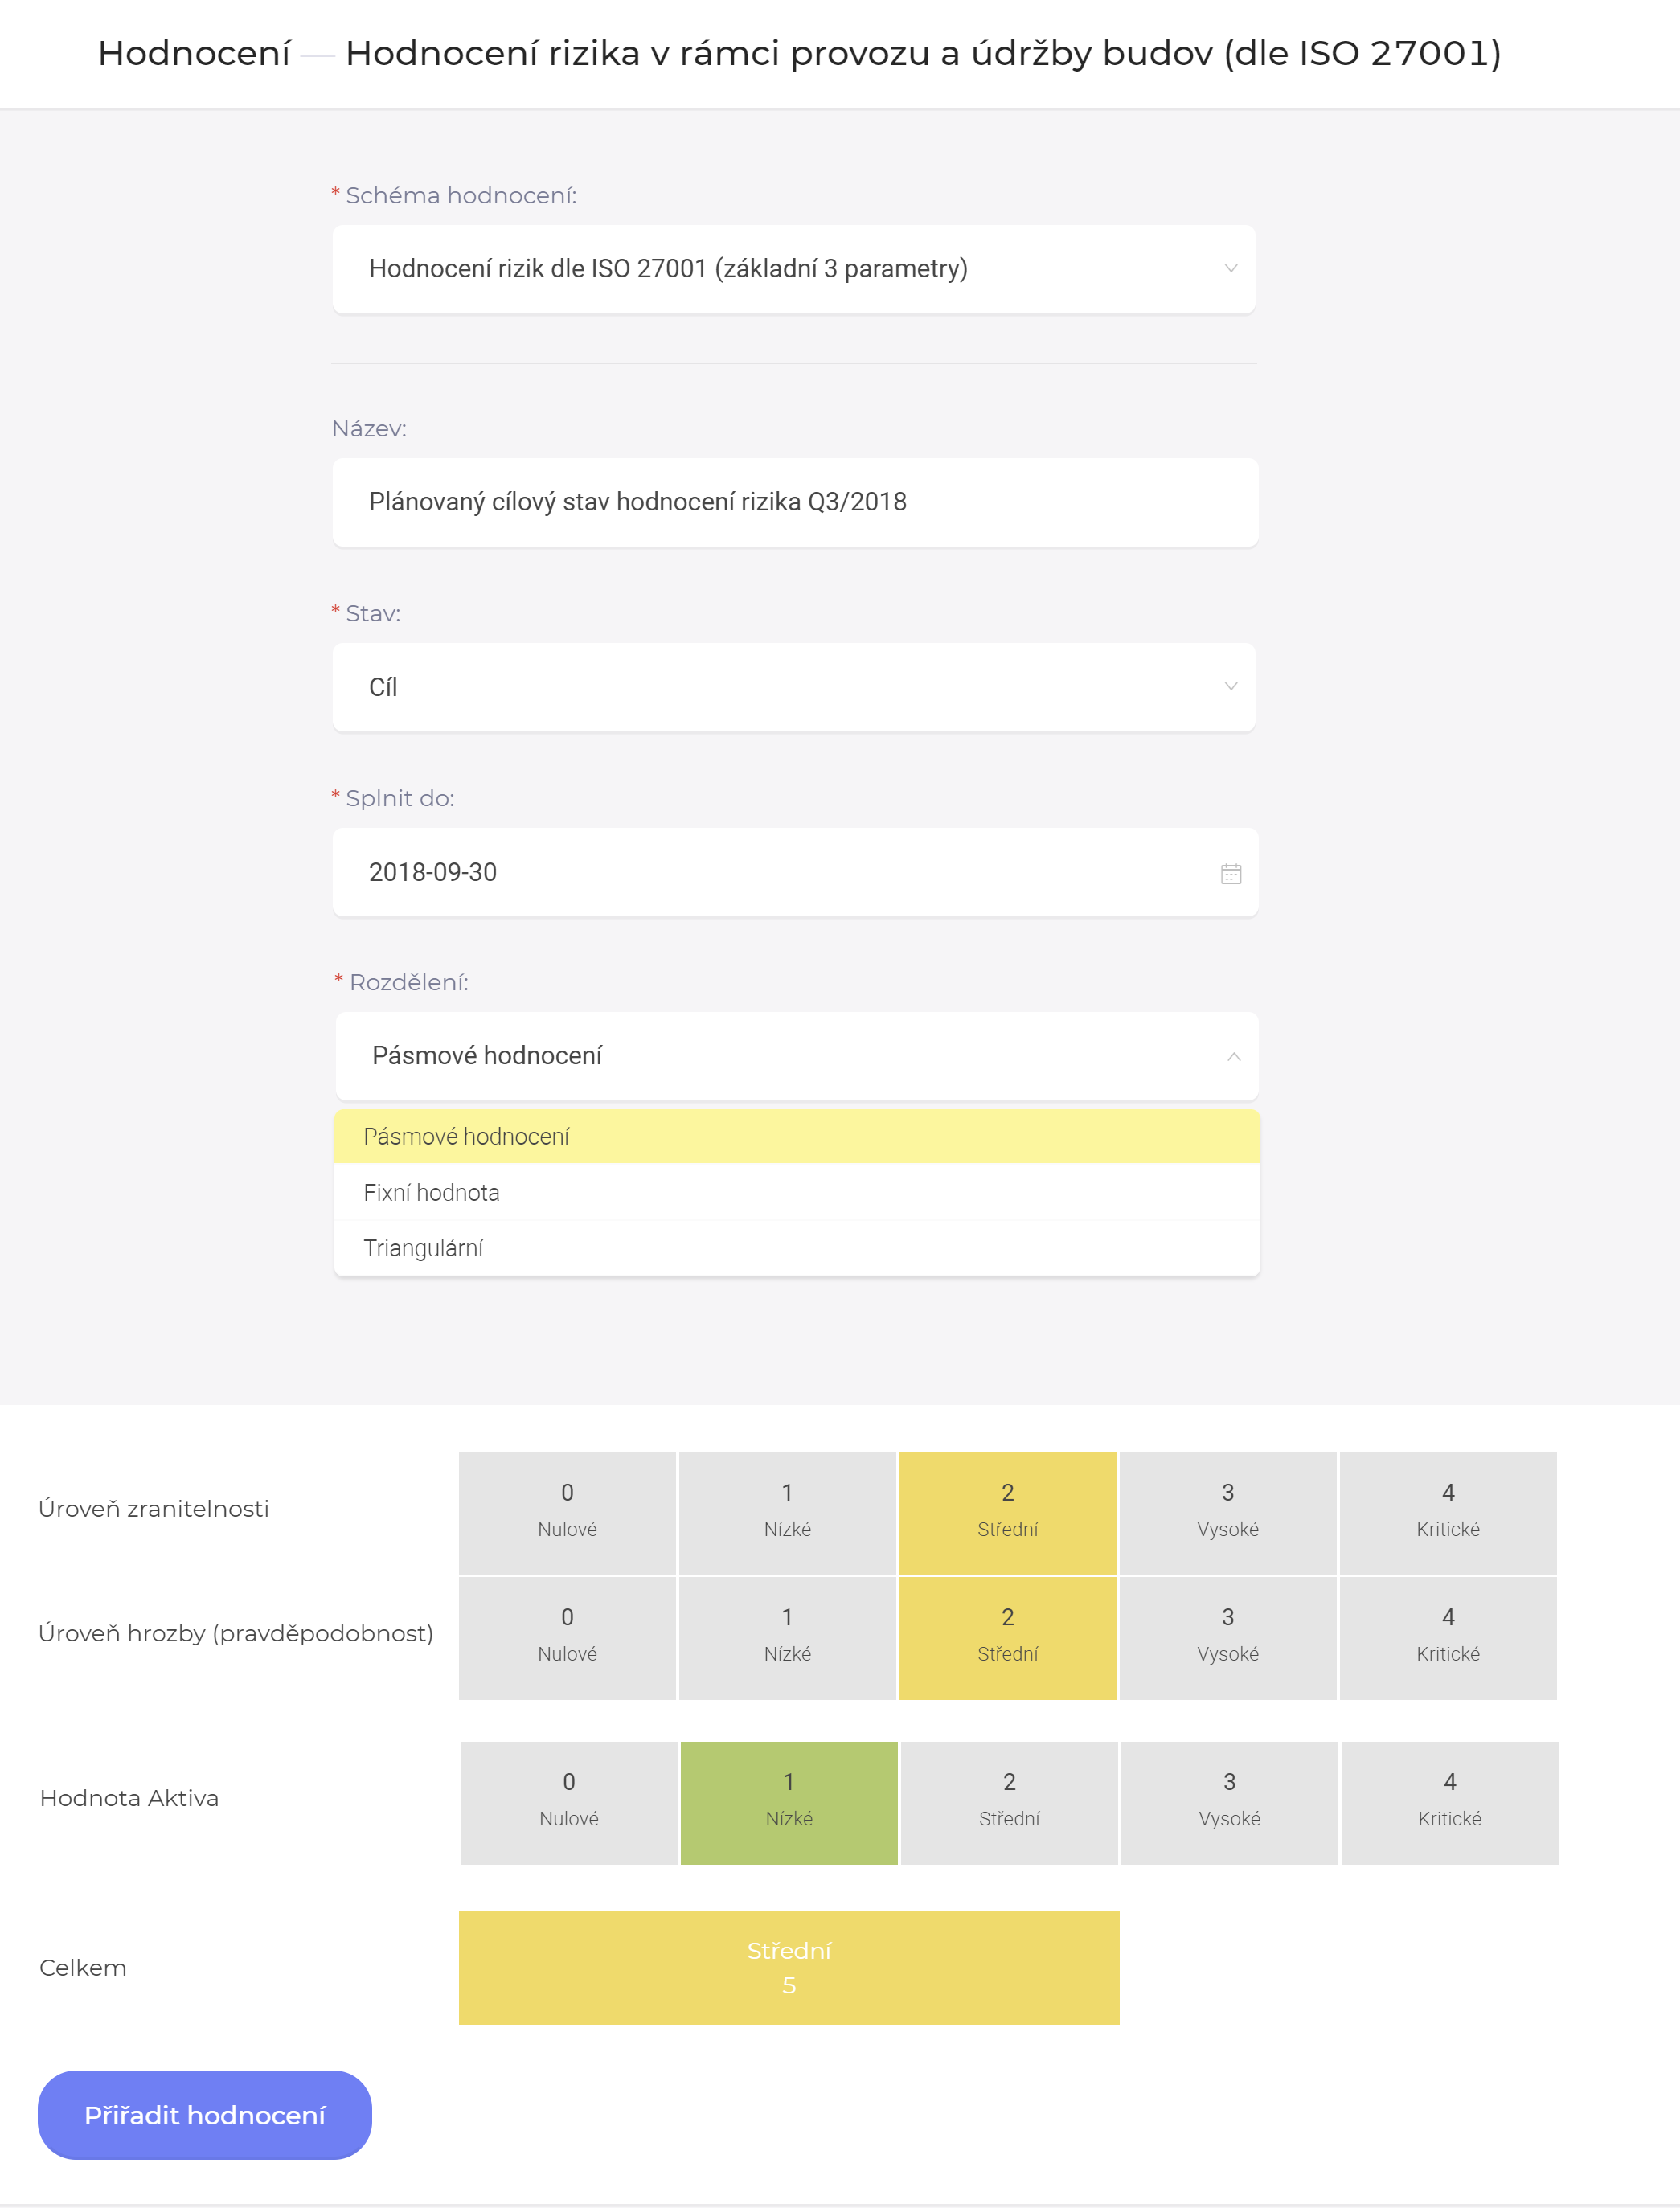 Hodnocení — Hodnocení rizika v rámci provozu a údržby budov (dle ISO 27001)
* Schéma hodnocení:
Hodnocení rizik dle ISO 27001 (základní 3 parametry)
Název:
Plánovaný cílový stav hodnocení rizika Q3/2018
* Stav:
Cíl
* Splnit do:
2018-09-30
* Rozdělení:
Pásmové hodnocení
Pásmové hodnocení
Fixní hodnota
Triangulární
Úroveň zranitelnosti
0 1 2 3 4
Nulové Nízké Střední Vysoké Kritické
Úroveň hrozby (pravděpodobnost)
0 1 2 3 4
Nulové Nízké Střední Vysoké Kritické
Hodnota Aktiva
0 1 2 3 4
Nulové Nízké Střední Vysoké Kritické
Celkem
Střední
5
Přiřadit hodnocení